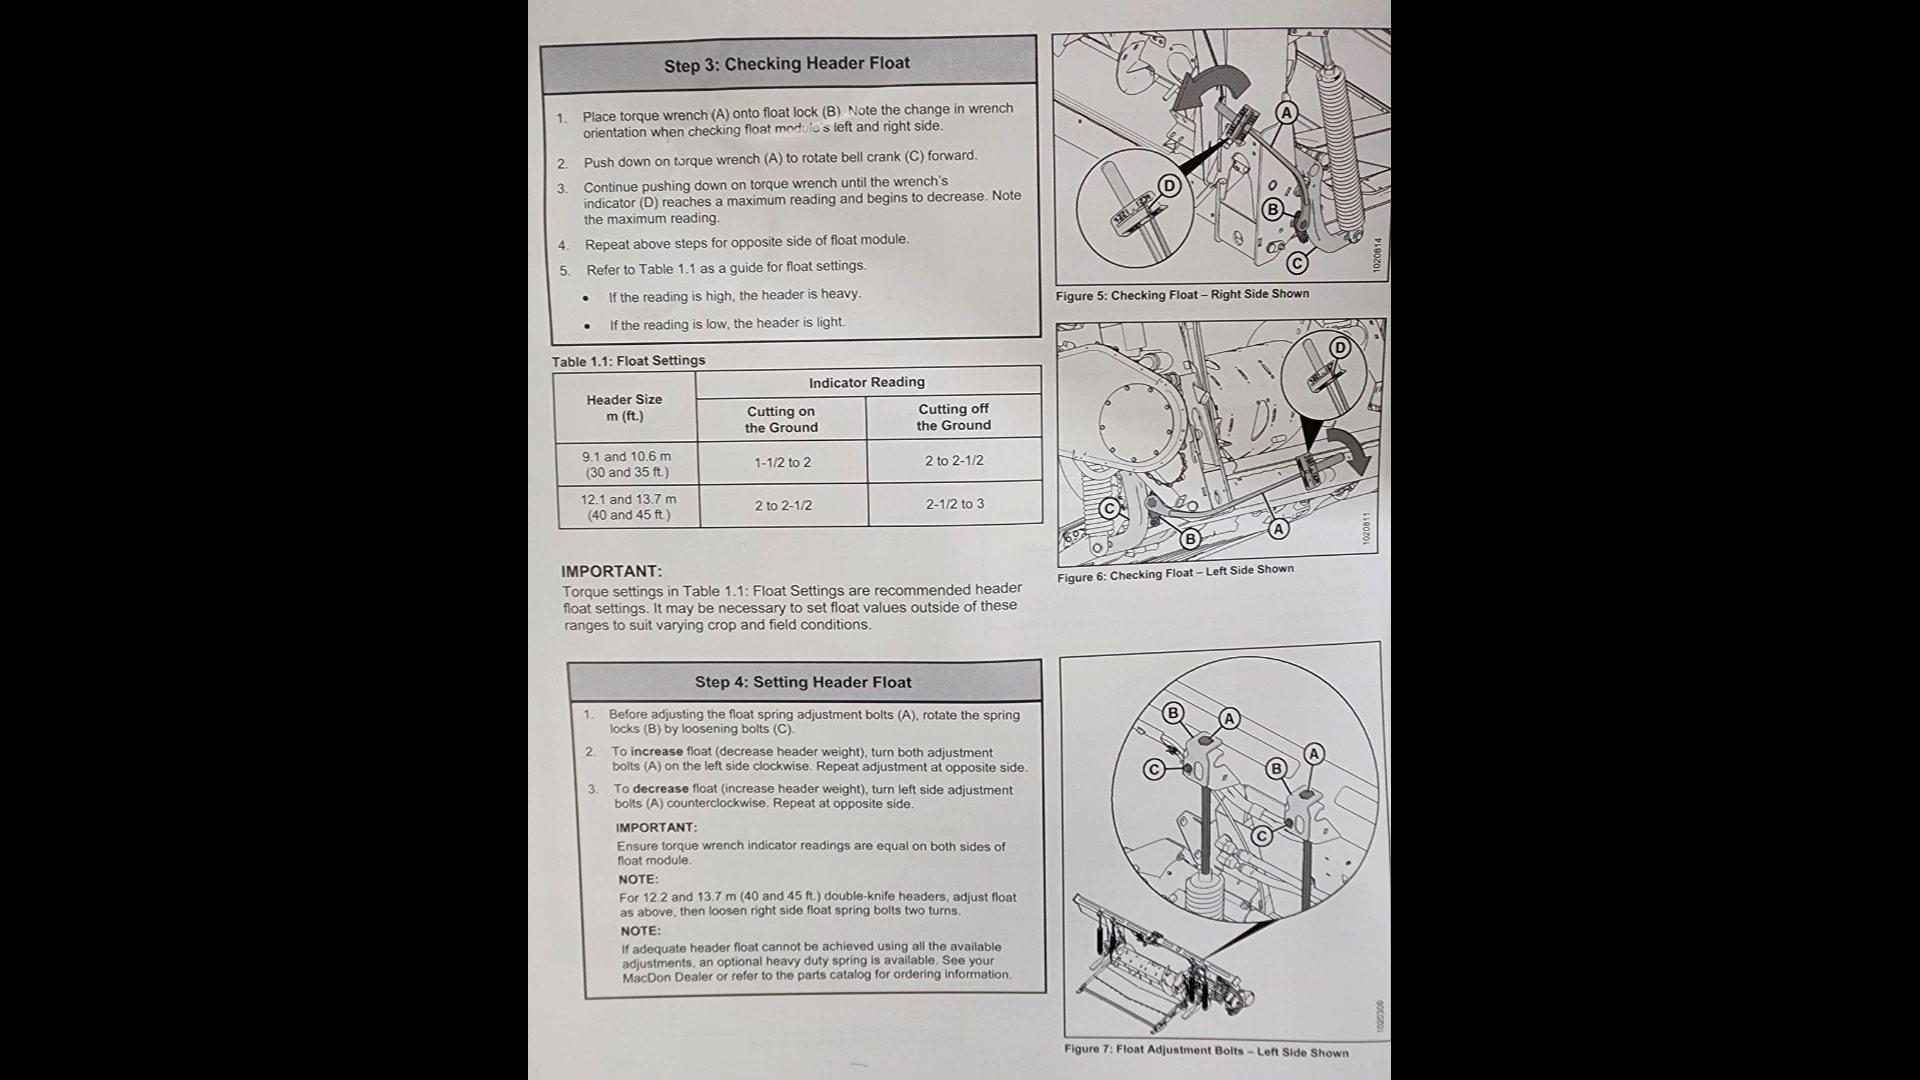 Step 3: Checking Header Float
1. Place torque wrench (A) onto float lock (B). Note the change in wrench
orientation when checking float module's left and right side.
2. Push down on torque wrench (A) to rotate bell crank (C) forward.
3. Continue pushing down on torque wrench until the wrench's
indicator (D) reaches a maximum reading and begins to decrease. Note
the maximum reading.
4. Repeat above steps for opposite side of float module.
5. Refer to Table 1.1 as a guide for float settings.
• If the reading is high, the header is heavy.
• If the reading is low, the header is light.
Table 1.1: Float Settings
Header Size
m (ft.)
Indicator Reading
Cutting on
the Ground
Cutting off
the Ground
9.1 and 10.6 m
(30 and 35 ft.)
1-1/2 to 2
2 to 2-1/2
12.1 and 13.7 m
(40 and 45 ft.)
2 to 2-1/2
2-1/2 to 3
IMPORTANT:
Torque settings in Table 1.1: Float Settings are recommended header
float settings. It may be necessary to set float values outside of these
ranges to suit varying crop and field conditions.
Step 4: Setting Header Float
1. Before adjusting the float spring adjustment bolts (A), rotate the spring
locks (B) by loosening bolts (C).
2. To increase float (decrease header weight), turn both adjustment
bolts (A) on the left side clockwise. Repeat adjustment at opposite side.
3. To decrease float (increase header weight), turn left side adjustment
bolts (A) counterclockwise. Repeat at opposite side.
IMPORTANT:
Ensure torque wrench indicator readings are equal on both sides of
float module.
NOTE:
For 12.2 and 13.7 m (40 and 45 ft.) double-knife headers, adjust float
as above, then loosen right side float spring bolts two turns.
NOTE:
If adequate header float cannot be achieved using all the available
adjustments, an optional heavy duty spring is available. See your
MacDon Dealer or refer to the parts catalog for ordering information.
A
D
B
C
1020814
Figure 5: Checking Float – Right Side Shown
D
C
B
A
1020811
Figure 6: Checking Float – Left Side Shown
B
A
A
C
B
C
1020309
Figure 7: Float Adjustment Bolts – Left Side Shown